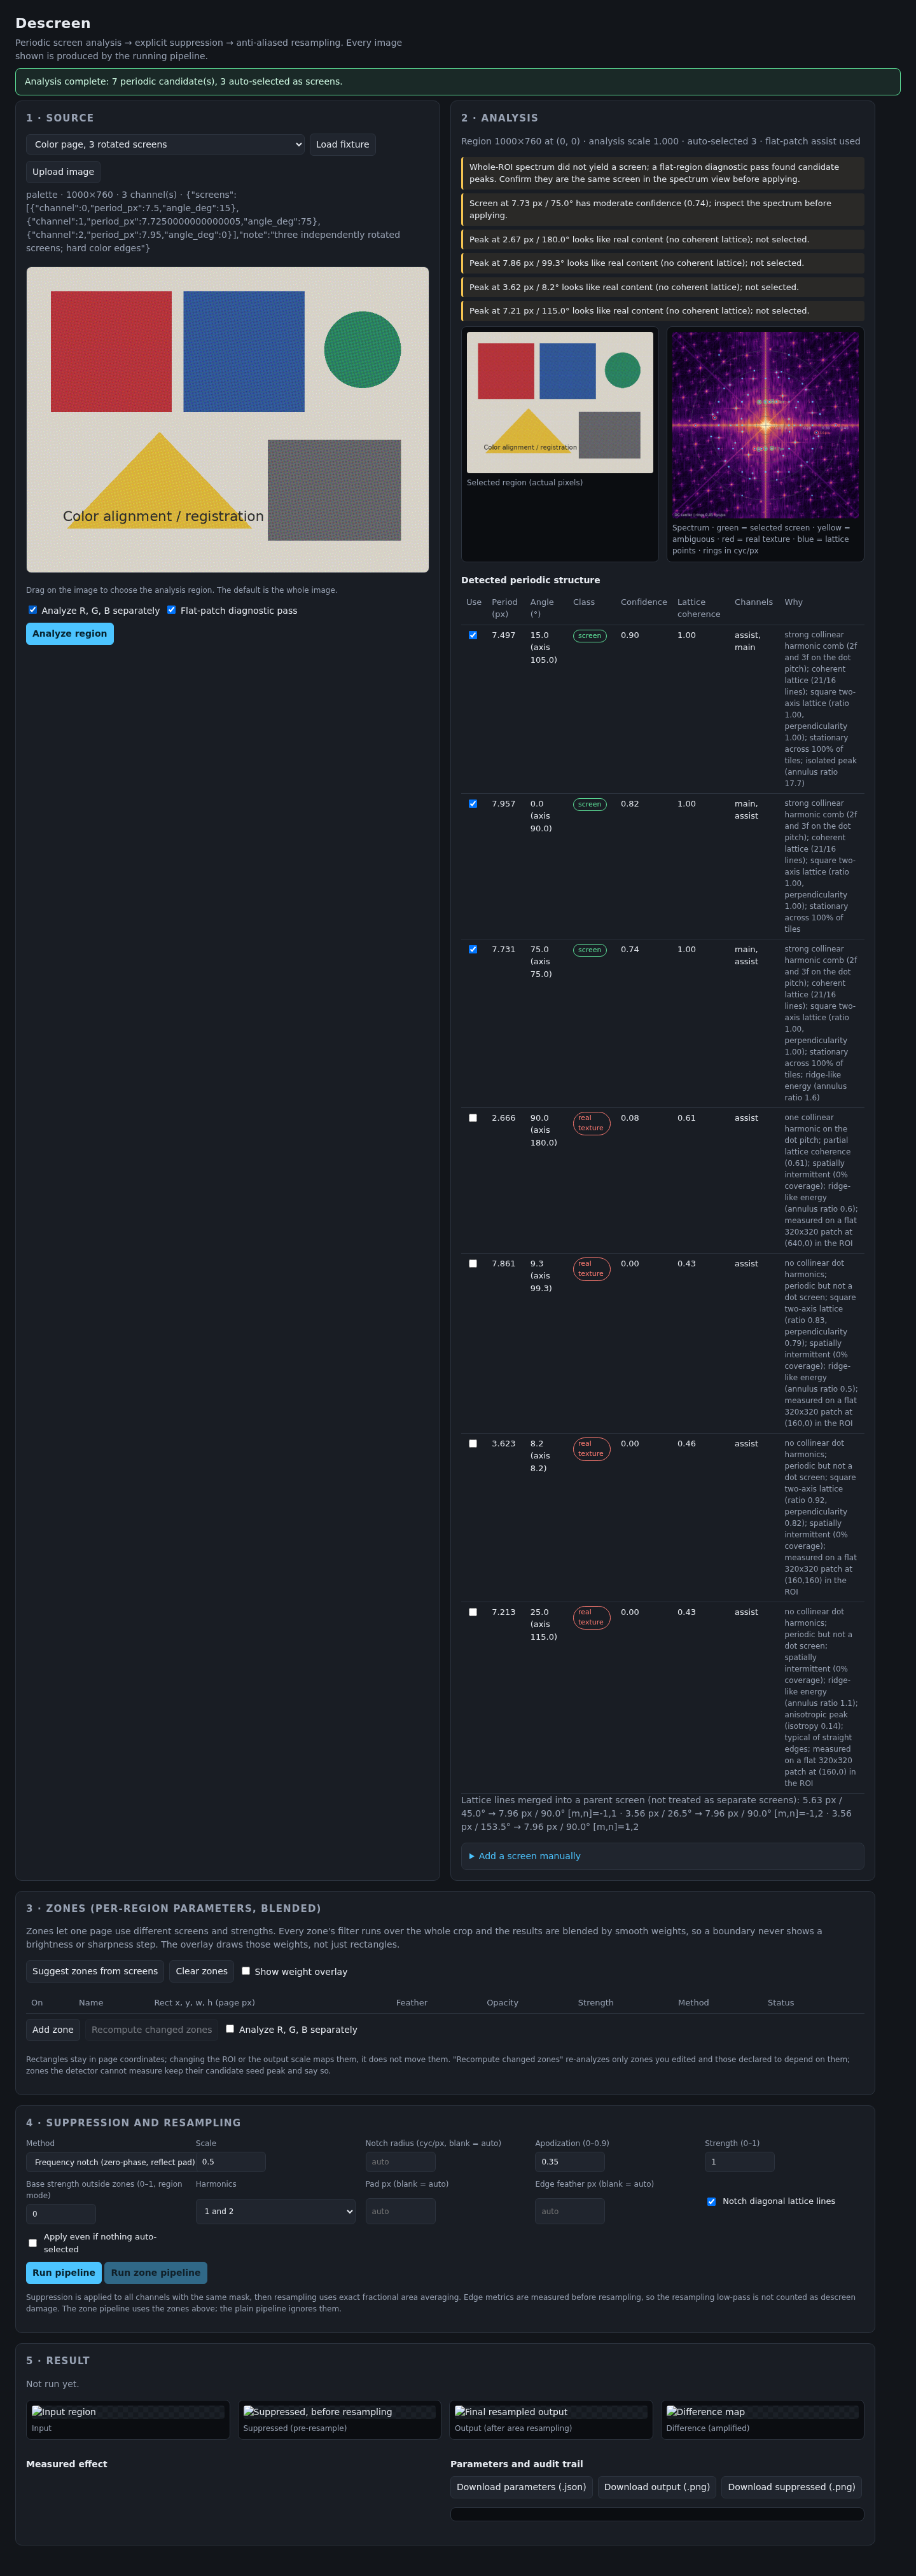 Descreen
Periodic screen analysis → explicit suppression → anti-aliased resampling. Every image
shown is produced by the running pipeline.
Analysis complete: 7 periodic candidate(s), 3 auto-selected as screens.
1 · SOURCE
Color page, 3 rotated screens
Load fixture
Upload image
palette · 1000×760 · 3 channel(s) · {"screens":
[{"channel":0,"period_px":7.5,"angle_deg":15},
{"channel":1,"period_px":7.7250000000000005,"angle_deg":75},
{"channel":2,"period_px":7.95,"angle_deg":0}],"note":"three independently rotated
screens; hard color edges"}
Color alignment / registration
Drag on the image to choose the analysis region. The default is the whole image.
Analyze R, G, B separately
Flat-patch diagnostic pass
Analyze region
2 · ANALYSIS
Region 1000×760 at (0, 0) · analysis scale 1.000 · auto-selected 3 · flat-patch assist used
Whole-ROI spectrum did not yield a screen; a flat-region diagnostic pass found candidate
peaks. Confirm they are the same screen in the spectrum view before applying.
Screen at 7.73 px / 75.0° has moderate confidence (0.74); inspect the spectrum before
applying.
Peak at 2.67 px / 180.0° looks like real content (no coherent lattice); not selected.
Peak at 7.86 px / 99.3° looks like real content (no coherent lattice); not selected.
Peak at 3.62 px / 8.2° looks like real content (no coherent lattice); not selected.
Peak at 7.21 px / 115.0° looks like real content (no coherent lattice); not selected.
Color alignment / registration
Selected region (actual pixels)
Spectrum · green = selected screen · yellow =
ambiguous · red = real texture · blue = lattice
points · rings in cyc/px
Detected periodic structure
Use Period (px) Angle (°) Class Confidence Lattice coherence Channels Why
7.497 15.0 (axis 105.0) screen 0.90 1.00 assist, main
strong collinear
harmonic comb (2f
and 3f on the dot
pitch); coherent
lattice (21/16
lines); square two-
axis lattice (ratio
1.00,
perpendicularity
1.00); stationary
across 100% of
tiles; isolated peak
(annulus ratio
17.7)
7.957 0.0 (axis 90.0) screen 0.82 1.00 main, assist
strong collinear
harmonic comb (2f
and 3f on the dot
pitch); coherent
lattice (21/16
lines); square two-
axis lattice (ratio
1.00,
perpendicularity
1.00); stationary
across 100% of
tiles
7.731 75.0 (axis 75.0) screen 0.74 1.00 main, assist
strong collinear
harmonic comb (2f
and 3f on the dot
pitch); coherent
lattice (21/16
lines); square two-
axis lattice (ratio
1.00,
perpendicularity
1.00); stationary
across 100% of
tiles; ridge-like
energy (annulus
ratio 1.6)
2.666 90.0 (axis 180.0) real texture 0.08 0.61 assist
one collinear
harmonic on the
dot pitch; partial
lattice coherence
(0.61); spatially
intermittent (0%
coverage); ridge-
like energy
(annulus ratio 0.6);
measured on a flat
320x320 patch at
(640,0) in the ROI
7.861 9.3 (axis 99.3) real texture 0.00 0.43 assist
no collinear dot
harmonics;
periodic but not a
dot screen; square
two-axis lattice
(ratio 0.83,
perpendicularity
0.79); spatially
intermittent (0%
coverage); ridge-
like energy
(annulus ratio 0.5);
measured on a flat
320x320 patch at
(160,0) in the ROI
3.623 8.2 (axis 8.2) real texture 0.00 0.46 assist
no collinear dot
harmonics;
periodic but not a
dot screen; square
two-axis lattice
(ratio 0.92,
perpendicularity
0.82); spatially
intermittent (0%
coverage);
measured on a flat
320x320 patch at
(160,160) in the
ROI
7.213 25.0 (axis 115.0) real texture 0.00 0.43 assist
no collinear dot
harmonics;
periodic but not a
dot screen;
spatially
intermittent (0%
coverage); ridge-
like energy
(annulus ratio 1.1);
anisotropic peak
(isotropy 0.14);
typical of straight
edges; measured
on a flat 320x320
patch at (160,0) in
the ROI
Lattice lines merged into a parent screen (not treated as separate screens): 5.63 px /
45.0° → 7.96 px / 90.0° [m,n]=-1,1 · 3.56 px / 26.5° → 7.96 px / 90.0° [m,n]=-1,2 · 3.56
px / 153.5° → 7.96 px / 90.0° [m,n]=1,2
▶ Add a screen manually
3 · ZONES (PER-REGION PARAMETERS, BLENDED)
Zones let one page use different screens and strengths. Every zone's filter runs over the whole crop and the results are blended by smooth weights, so a boundary never shows a
brightness or sharpness step. The overlay draws those weights, not just rectangles.
Suggest zones from screens
Clear zones
Show weight overlay
On Name Rect x, y, w, h (page px) Feather Opacity Strength Method Status
Add zone
Recompute changed zones
Analyze R, G, B separately
Rectangles stay in page coordinates; changing the ROI or the output scale maps them, it does not move them. "Recompute changed zones" re-analyzes only zones you edited and those declared to depend on them;
zones the detector cannot measure keep their candidate seed peak and say so.
4 · SUPPRESSION AND RESAMPLING
Method
Frequency notch (zero-phase, reflect pad)
Scale
0.5
Notch radius (cyc/px, blank = auto)
auto
Apodization (0–0.9)
0.35
Strength (0–1)
1
Base strength outside zones (0–1, region
mode)
0
Harmonics
1 and 2
Pad px (blank = auto)
auto
Edge feather px (blank = auto)
auto
Notch diagonal lattice lines
Apply even if nothing auto-
selected
Run pipeline
Run zone pipeline
Suppression is applied to all channels with the same mask, then resampling uses exact fractional area averaging. Edge metrics are measured before resampling, so the resampling low-pass is not counted as descreen
damage. The zone pipeline uses the zones above; the plain pipeline ignores them.
5 · RESULT
Not run yet.
Input region
Input
Suppressed, before resampling
Suppressed (pre-resample)
Final resampled output
Output (after area resampling)
Difference map
Difference (amplified)
Measured effect
Parameters and audit trail
Download parameters (.json)
Download output (.png)
Download suppressed (.png)